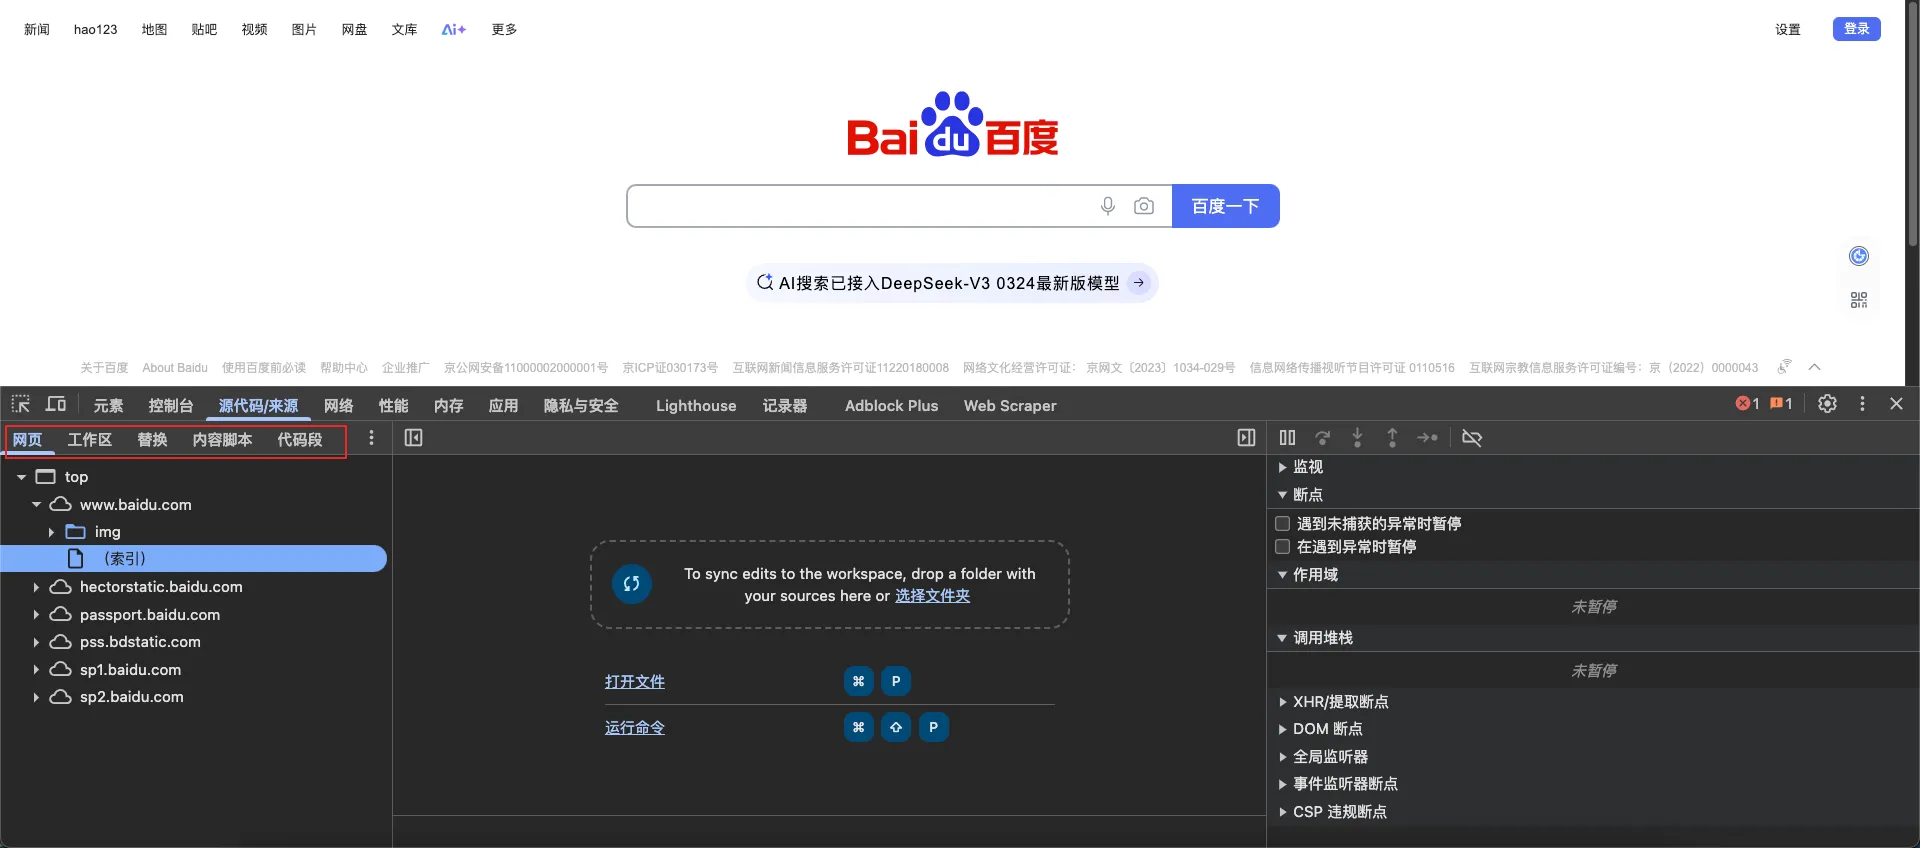 新闻 hao123 地图 贴吧 视频 图片 网盘 文库 Ai+ 更多 设置 登录
Bai du 百度
百度一下
AI搜索已接入DeepSeek-V3 0324最新版模型
关于百度 About Baidu 使用百度前必读 帮助中心 企业推广 京公网安备11000002000001号 京ICP证030173号 互联网新闻信息服务许可证11220180008 网络文化经营许可证： 京网文〔2023〕1034-029号 信息网络传播视听节目许可证 0110516 互联网宗教信息服务许可证编号：京（2022）0000043
元素 控制台 源代码/来源 网络 性能 内存 应用 隐私与安全 Lighthouse 记录器 Adblock Plus Web Scraper 1 1
网页 工作区 替换 内容脚本 代码段
top
www.baidu.com
img
（索引）
hectorstatic.baidu.com
passport.baidu.com
pss.bdstatic.com
sp1.baidu.com
sp2.baidu.com
To sync edits to the workspace, drop a folder with
your sources here or 选择文件夹
打开文件 ⌘ P
运行命令 ⌘ ⇧ P
监视
断点
遇到未捕获的异常时暂停
在遇到异常时暂停
作用域
未暂停
调用堆栈
未暂停
XHR/提取断点
DOM 断点
全局监听器
事件监听器断点
CSP 违规断点